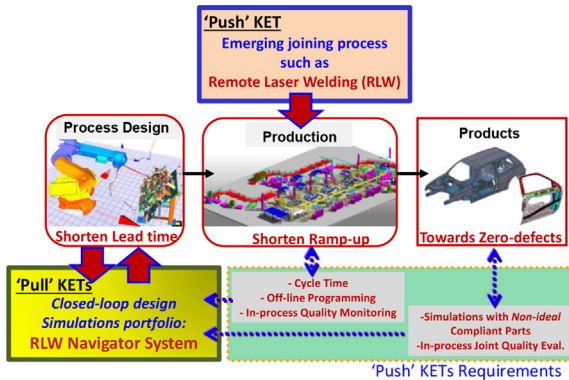 'Push' KET
Emerging joining process
such as
Remote Laser Welding (RLW)
Process Design
Shorten Lead time
Production
Shorten Ramp-up
Products
Towards Zero-defects
'Pull' KETs
Closed-loop design
Simulations portfolio:
RLW Navigator System
- Cycle Time
- Off-line Programming
- In-process Quality Monitoring
-Simulations with Non-ideal
Compliant Parts
-In-process Joint Quality Eval.
'Push' KETs Requirements